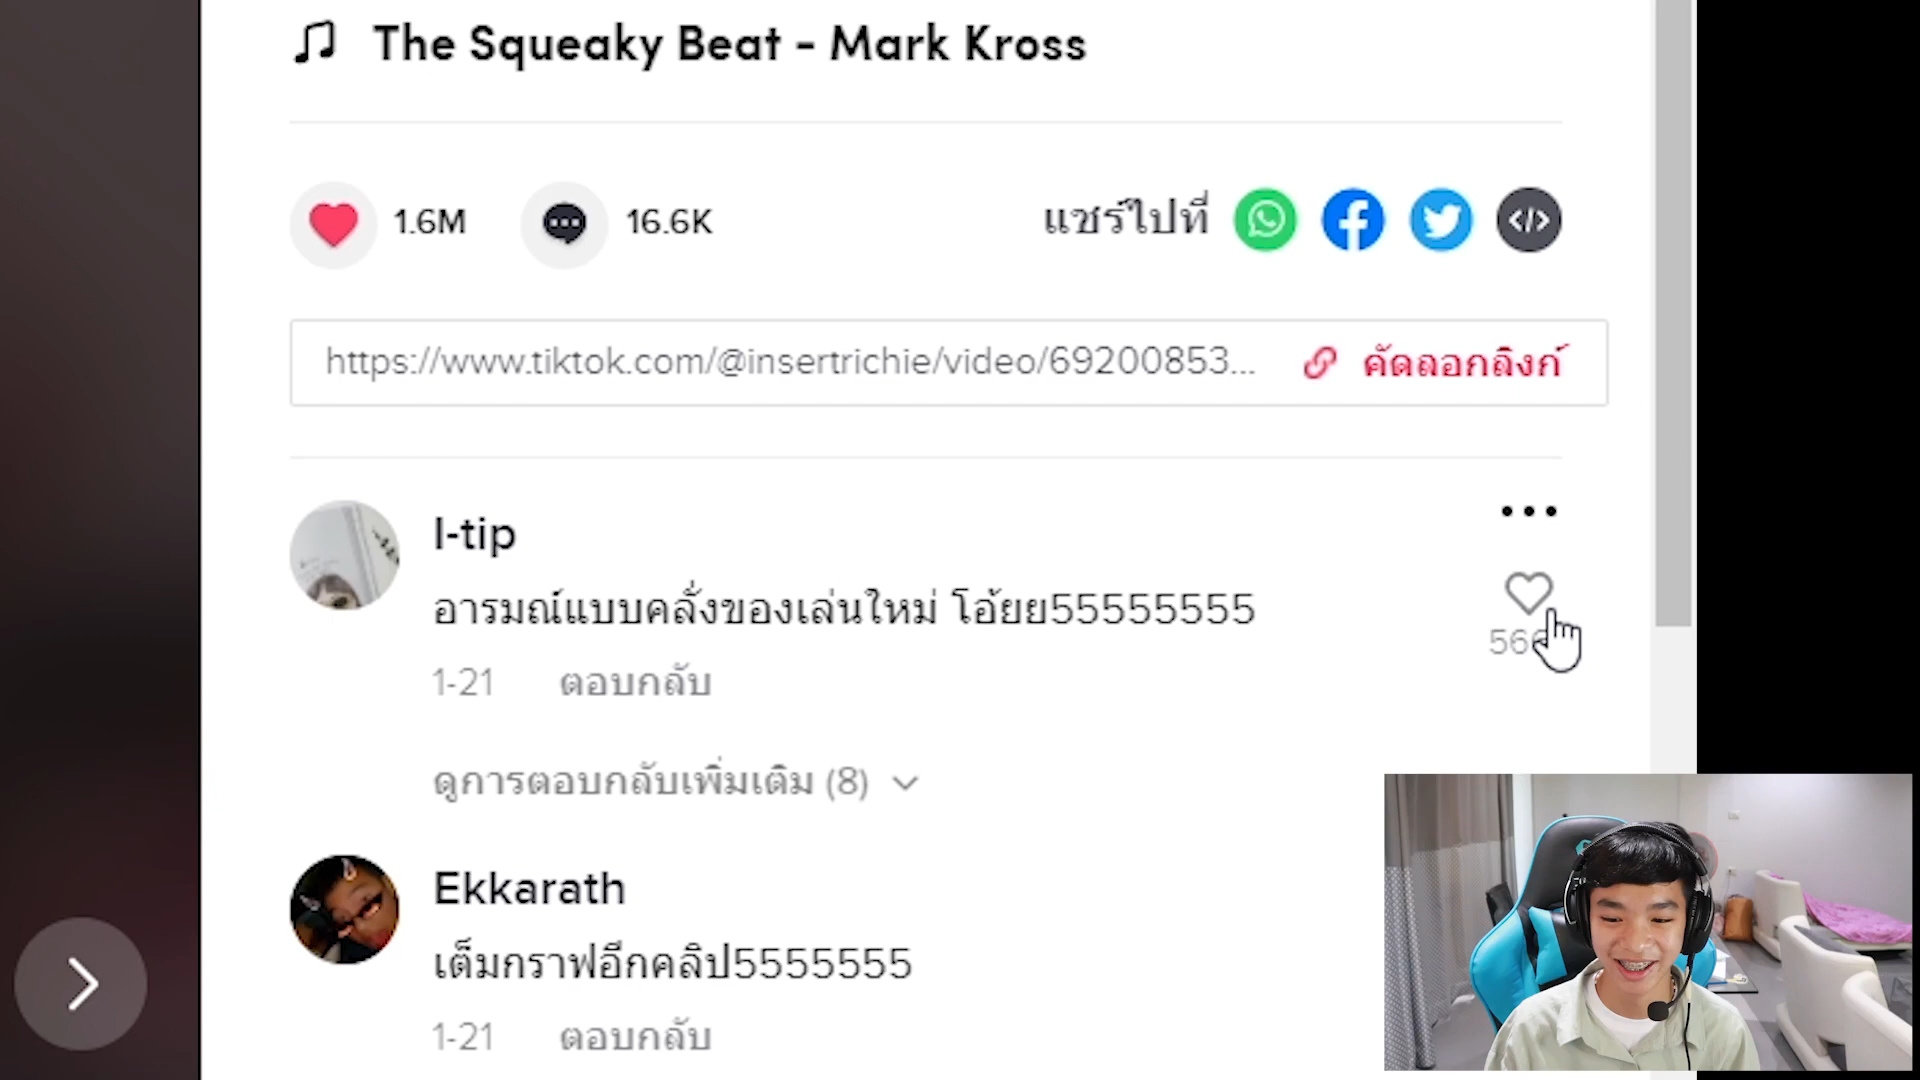 The Squeaky Beat - Mark Kross
1.6M
16.6K
แชร์ไปที่
https://www.tiktok.com/@insertrichie/video/69200853...
คัดลอกลิงก์
I-tip
อารมณ์แบบคลั่งของเล่นใหม่ โอ้ยย55555555
1-21 ตอบกลับ
ดูการตอบกลับเพิ่มเติม (8)
Ekkarath
เต็มกราฟอีกคลิป5555555
1-21 ตอบกลับ